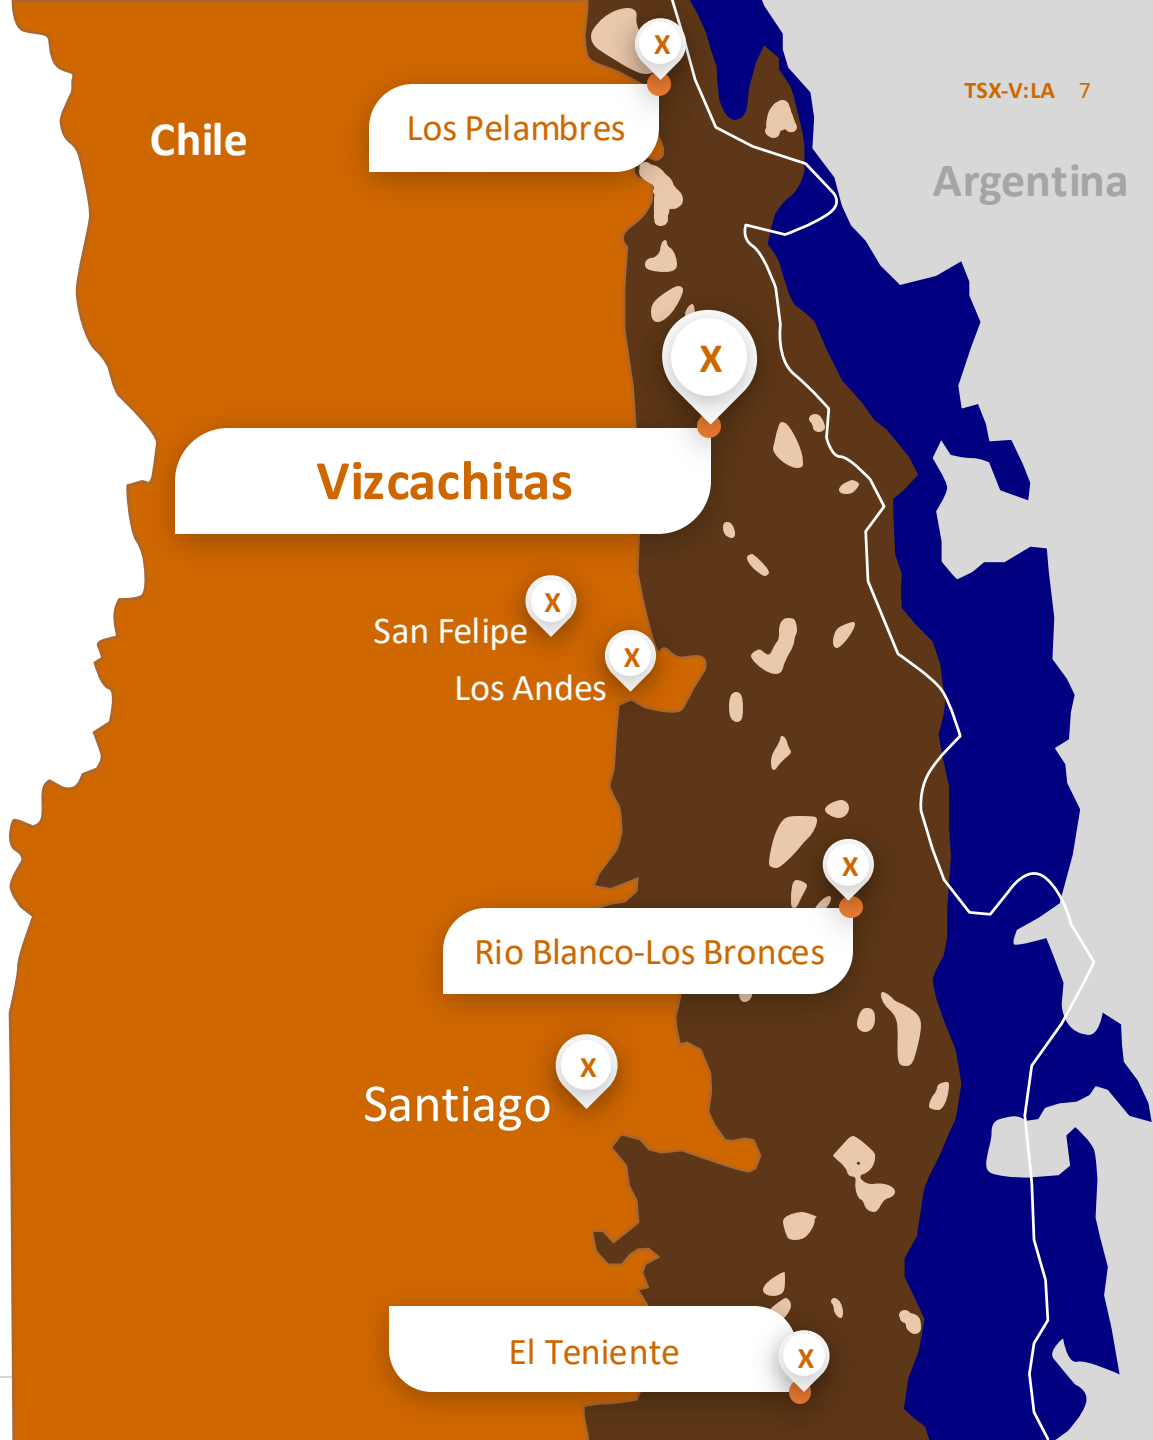 X
TSX-V:LA 7
Los Pelambres
Chile
Argentina
X
Vizcachitas
X
San Felipe
X
Los Andes
X
Rio Blanco-Los Bronces
X
Santiago
El Teniente
X